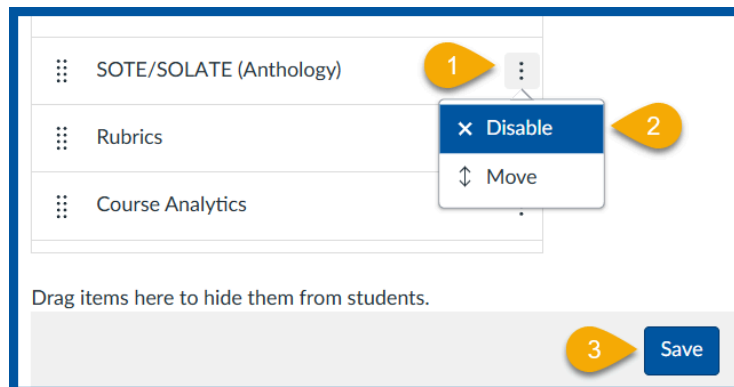 SOTE/SOLATE (Anthology)
1
Disable
2
Rubrics
Move
Course Analytics
Drag items here to hide them from students.
3
Save